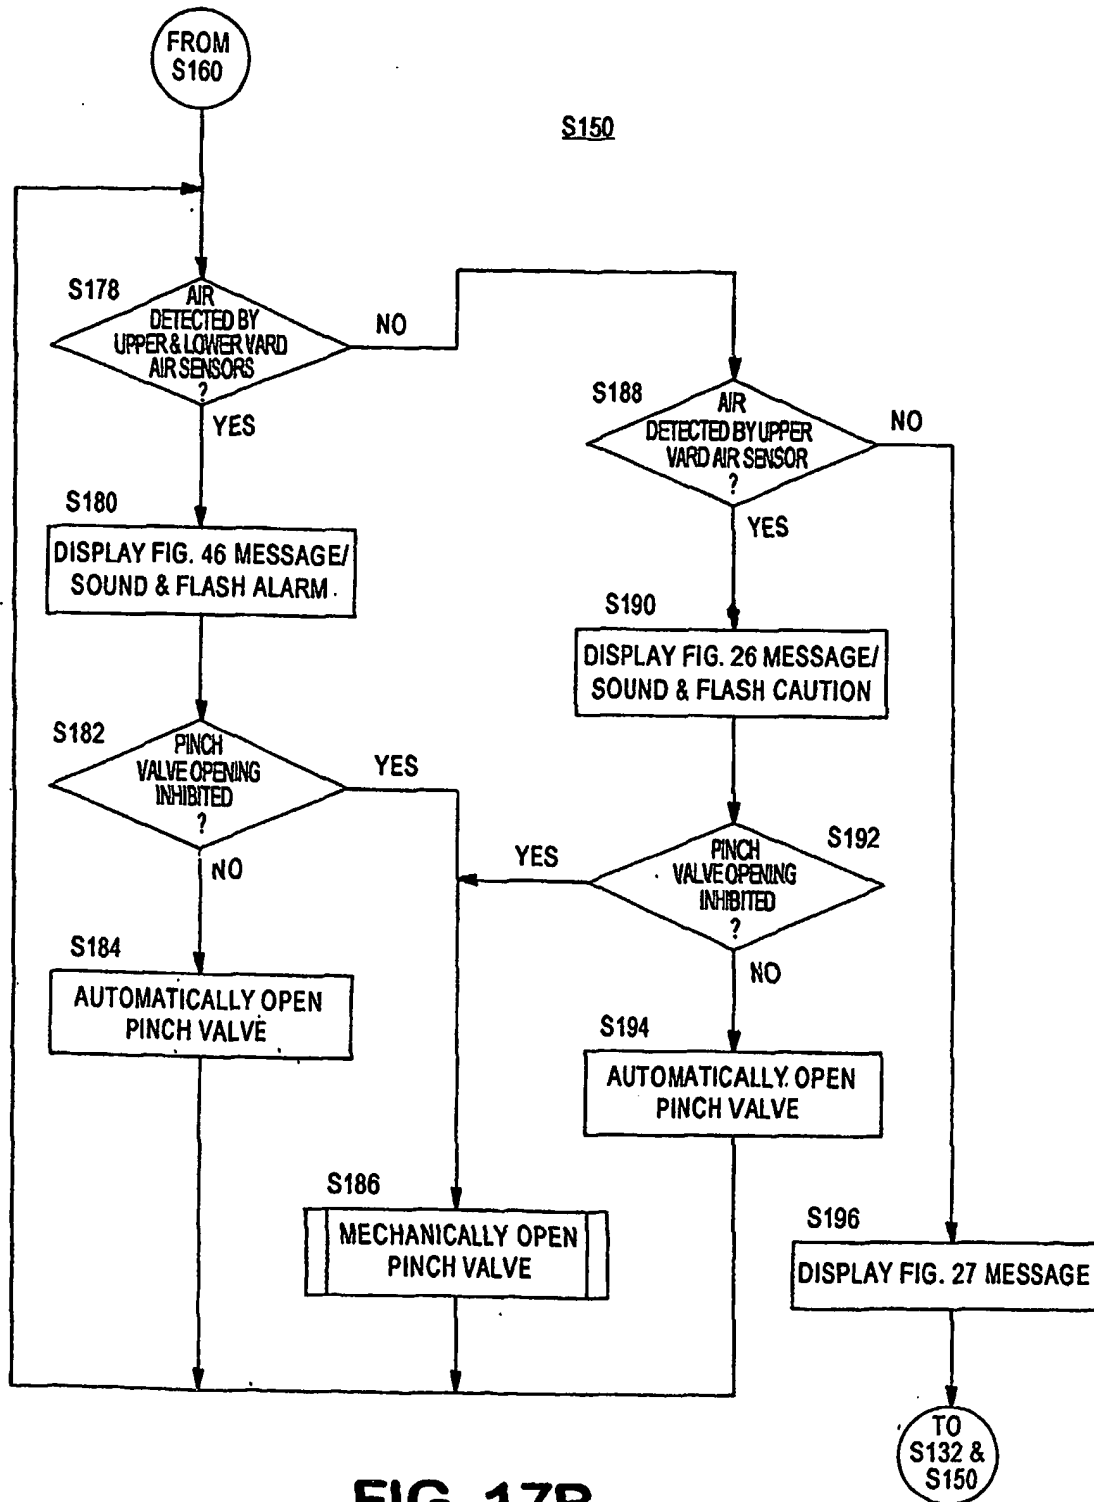 FROM
S160
S150
S178
AIR
DETECTED BY
UPPER & LOWER VARD
AIR SENSORS
?
NO
YES
S180
DISPLAY FIG. 46 MESSAGE/
SOUND & FLASH ALARM
S182
PINCH
VALVE OPENING
INHIBITED
?
YES
NO
S184
AUTOMATICALLY OPEN
PINCH VALVE
S186
MECHANICALLY OPEN
PINCH VALVE
S188
AIR
DETECTED BY UPPER
VARD AIR SENSOR
?
NO
YES
S190
DISPLAY FIG. 26 MESSAGE/
SOUND & FLASH CAUTION
S192
PINCH
VALVE OPENING
INHIBITED
?
YES
NO
S194
AUTOMATICALLY OPEN
PINCH VALVE
S196
DISPLAY FIG. 27 MESSAGE
TO
S132 &
S150
FIG. 17B